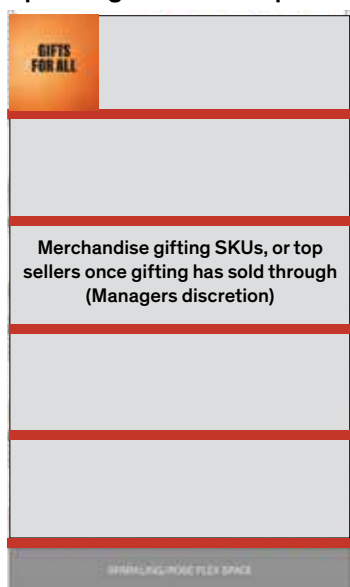 GIFTS
FOR ALL
Merchandise gifting SKUs, or top
sellers once gifting has sold through
(Managers discretion)
SPARKLING/ROSE FLEX SPACE